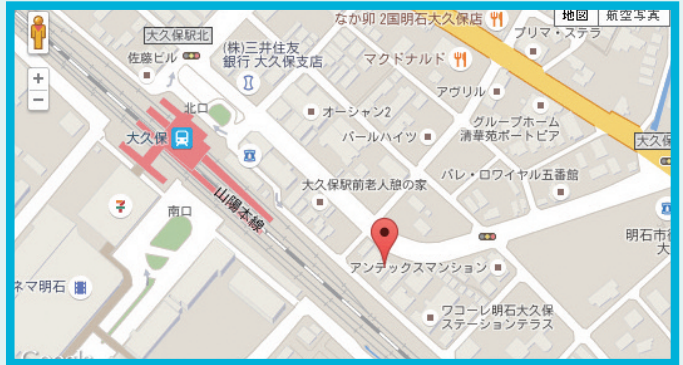 なか卯 2国明石大久保店
地図
航空写真
プリマ・ステラ
大久保駅北
佐藤ビル
(株)三井住友
銀行 大久保支店
マクドナルド
アヴリル
北口
オーシャン2
グループホーム
清華苑ポートピア
大久保
パールハイツ
大久
大久保駅前老人憩の家
パレ・ロワイヤル五番館
山陽本線
南口
明石市
アンテックスマンション
ネマ明石
ワコーレ明石大久保
ステーションテラス